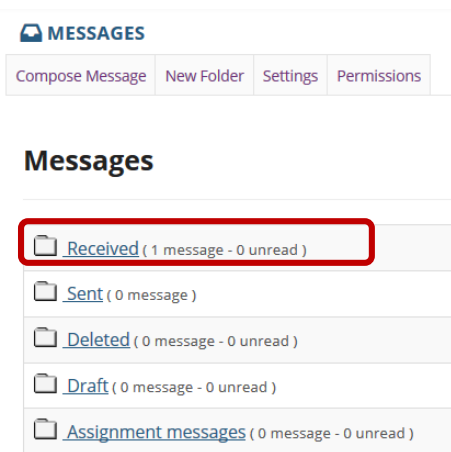 MESSAGES
Compose Message New Folder Settings Permissions
Messages
Received ( 1 message - 0 unread )
Sent ( 0 message )
Deleted ( 0 message - 0 unread )
Draft ( 0 message - 0 unread )
Assignment messages ( 0 message - 0 unread )